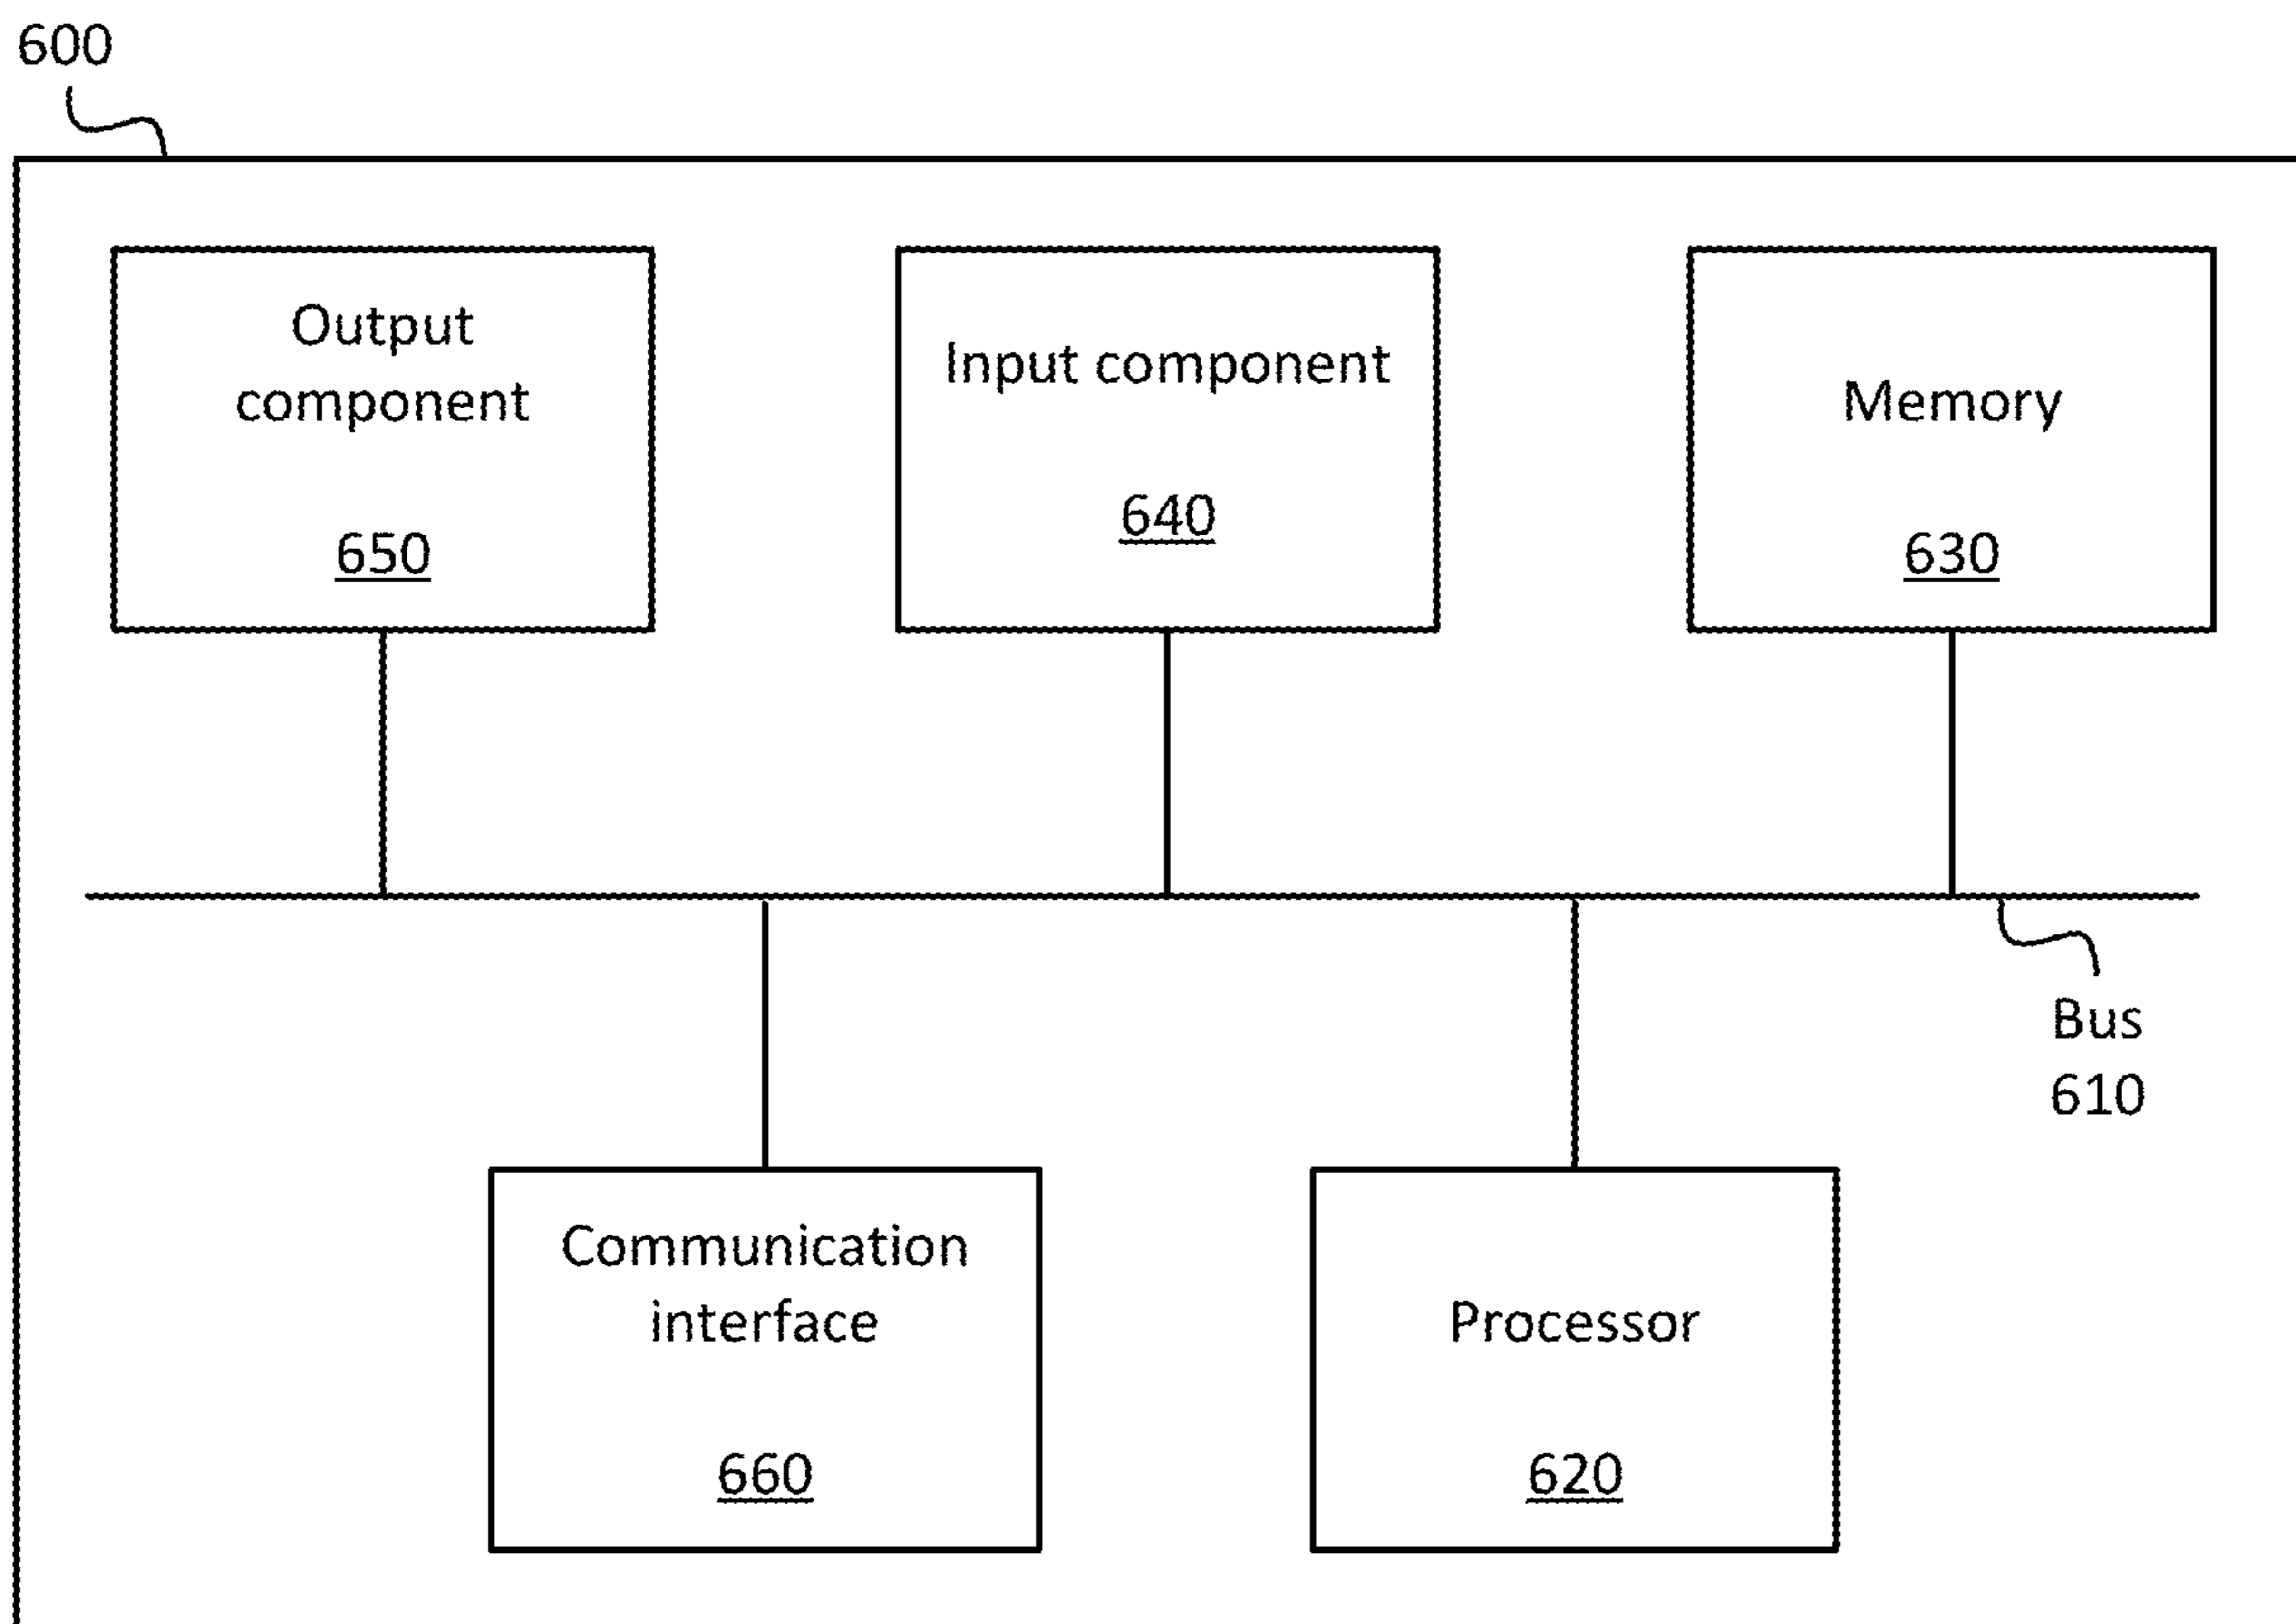 600
Output
component
650
Input component
640
Memory
630
Bus
610
Communication
interface
660
Processor
620